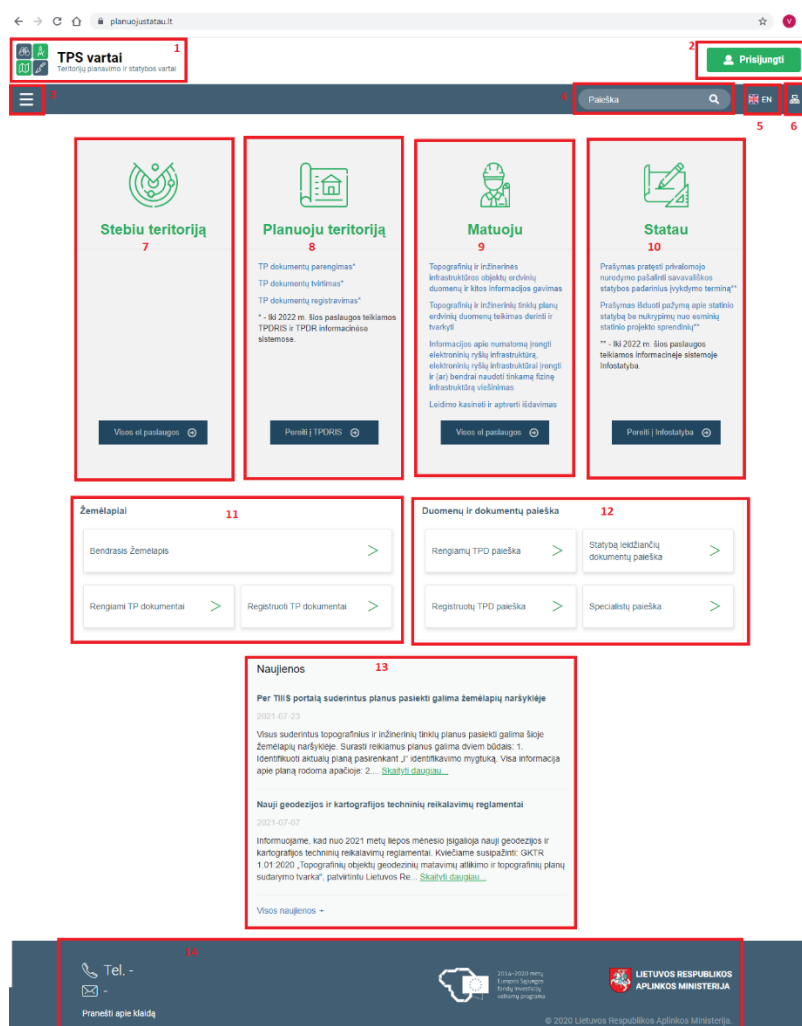 planuojustatau.lt
V
1
TPS vartai
Teritorijų planavimo ir statybos vartai
2
Prisijungti
3
4
Paieška
EN
5
6
Stebiu teritoriją
7
Visos el paslaugos
Planuoju teritoriją
8
TP dokumentų parengimas*
TP dokumentų tvirtimas*
TP dokumentų registravimas*
* - Iki 2022 m. šios paslaugos teikiamos
TPDRIS ir TPDR informacinėse
sistemose.
Pereiti į TPDRIS
Matuoju
9
Topografinių ir inžinerinės
infrastruktūros objektų erdvinių
duomenų ir kitos informacijos gavimas
Topografinių ir Inžinerinių tinklų planų
erdvinių duomenų teikimas derinti ir
tvarkyti
Informacijos apie numatomą įrengti
elektroninių ryšių infrastruktūrą,
elektroninių ryšių infrastruktūrai įrengti
ir (ar) bendrai naudoti tinkamą fizinę
infrastruktūrą viešinimas
Leidimo kasinėti ir aptverti išdavimas
Visos el paslaugos
Statau
10
Prašymas pratęsti privalomojo
nurodymo pašalinti savavališkos
statybos padarinius įvykdymo terminą**
Prašymas išduoti pažymą apie statinio
statybą be nukrypimų nuo esminių
statinio projekto sprendinių**
** - Iki 2022 m. šios paslaugos
teikiamos informacinėje sistemoje
Infostatyba.
Pereiti į Infostatyba
Žemėlapiai
11
Bendrasis Žemėlapis
Rengiami TP dokumentai
Registruoti TP dokumentai
Duomenų ir dokumentų paieška
12
Rengiamų TPD paieška
Statybą leidžiančių
dokumentų paieška
Registruotų TPD paieška
Specialistų paieška
Naujienos
13
Per TIIIS portalą suderintus planus pasiekti galima žemėlapių naršyklėje
2021-07-23
Visus suderintus topografinius ir inžinerinių tinklų planus pasiekti galima šioje
žemėlapių naršyklėje. Surasti reikiamus planus galima dviem būdais: 1.
Identifikuoti aktualų planą pasirenkant „I“ identifikavimo mygtuką. Visa informacija
apie planą rodoma apačioje: 2.... Skaityti daugiau...
Nauji geodezijos ir kartografijos techninių reikalavimų reglamentai
2021-07-07
Informuojame, kad nuo 2021 metų liepos mėnesio įsigalioja nauji geodezijos ir
kartografijos techninių reikalavimų reglamentai. Kviečiame susipažinti: GKTR
1.01:2020 „Topografinių objektų geodezinių matavimų atlikimo ir topografinių planų
sudarymo tvarka“, patvirtintu Lietuvos Re... Skaityti daugiau...
Visos naujienos +
14
Tel. -
-
Pranešti apie klaidą
2014-2020 metų
Europos Sąjungos
fondų investicijų
veiksmų programa
LIETUVOS RESPUBLIKOS
APLINKOS MINISTERIJA
© 2020 Lietuvos Respublikos Aplinkos Ministerija.